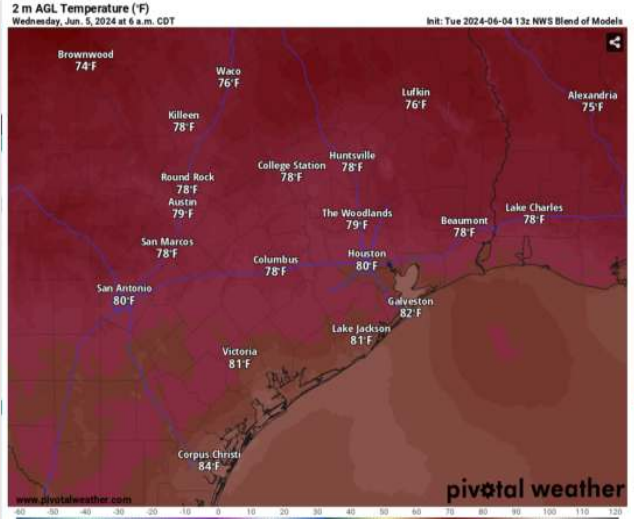 2 m AGL Temperature (°F)
Wednesday, Jun. 5, 2024 at 6 a.m. CDT
Init: Tue 2024-06-04 13z NWS Blend of Models
Brownwood
74°F
Waco
76°F
Lufkin
76°F
Alexandria
75°F
Killeen
78°F
Huntsville
78°F
College Station
78°F
Round Rock
78°F
Austin
79°F
The Woodlands
79°F
Lake Charles
78°F
Beaumont
78°F
San Marcos
78°F
Columbus
78°F
Houston
80°F
San Antonio
80°F
Galveston
82°F
Lake Jackson
81°F
Victoria
81°F
Corpus Christi
84°F
www.pivotalweather.com
pivotal weather
-60 -50 -40 -30 -20 -10 0 10 20 30 40 50 60 70 80 90 100 110 120